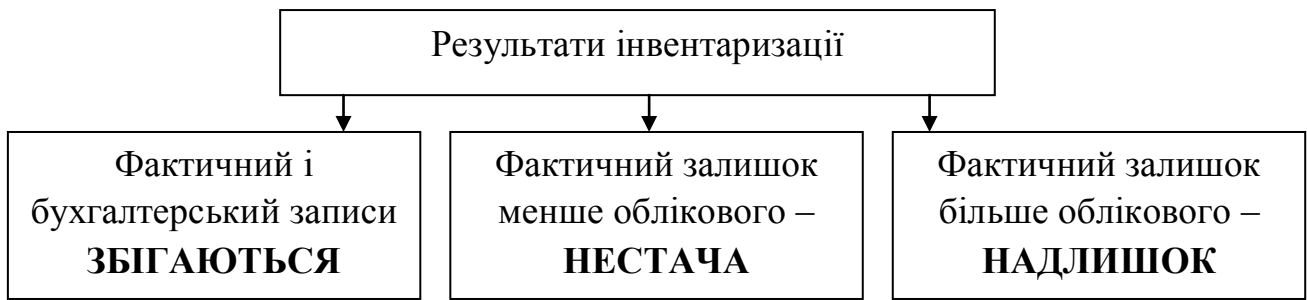 Результати інвентаризації
Фактичний і
бухгалтерський записи
ЗБІГАЮТЬСЯ
Фактичний залишок
менше облікового –
НЕСТАЧА
Фактичний залишок
більше облікового –
НАДЛИШОК